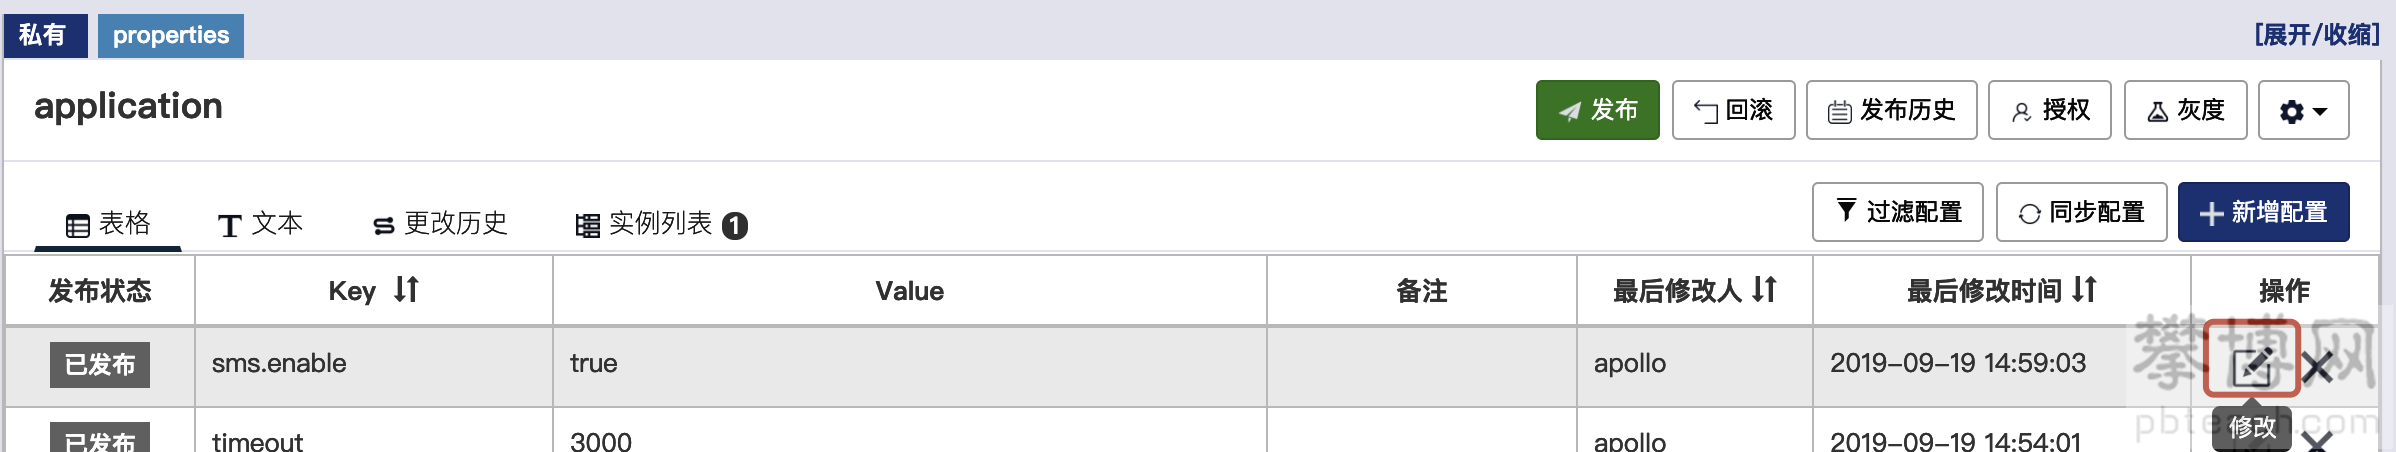 私有 properties [展开/收缩]
application 发布 回滚 发布历史 授权 灰度
表格 文本 更改历史 实例列表 1 过滤配置 同步配置 新增配置
发布状态 Key Value 备注 最后修改人 最后修改时间 操作
已发布 sms.enable true apollo 2019-09-19 14:59:03
攀博网
修改
已发布 timeout 3000 apollo 2019-09-19 14:54:01